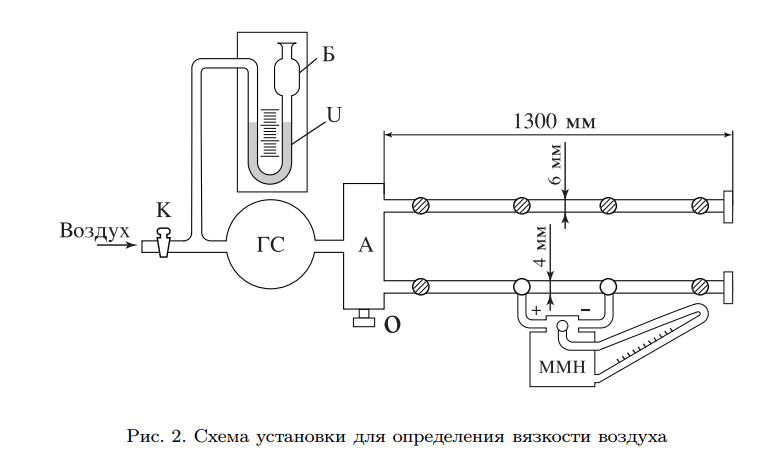 Б
U
1300 мм
6 мм
К
Воздух
ГС
А
4 мм
+ −
О
ММН
Рис. 2. Схема установки для определения вязкости воздуха